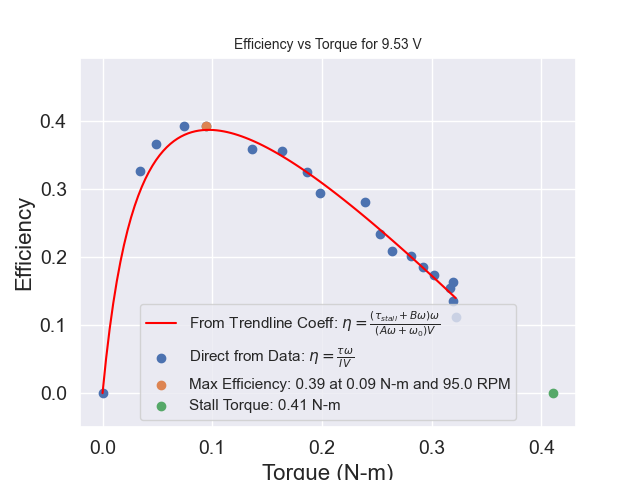 Efficiency vs Torque for 9.53 V
Efficiency
0.4
0.3
0.2
0.1
0.0
From Trendline Coeff: η = (τ_stall + Bω)ω / (Aω + ω₀)V
Direct from Data: η = τω / IV
Max Efficiency: 0.39 at 0.09 N-m and 95.0 RPM
Stall Torque: 0.41 N-m
0.0 0.1 0.2 0.3 0.4
Torque (N-m)